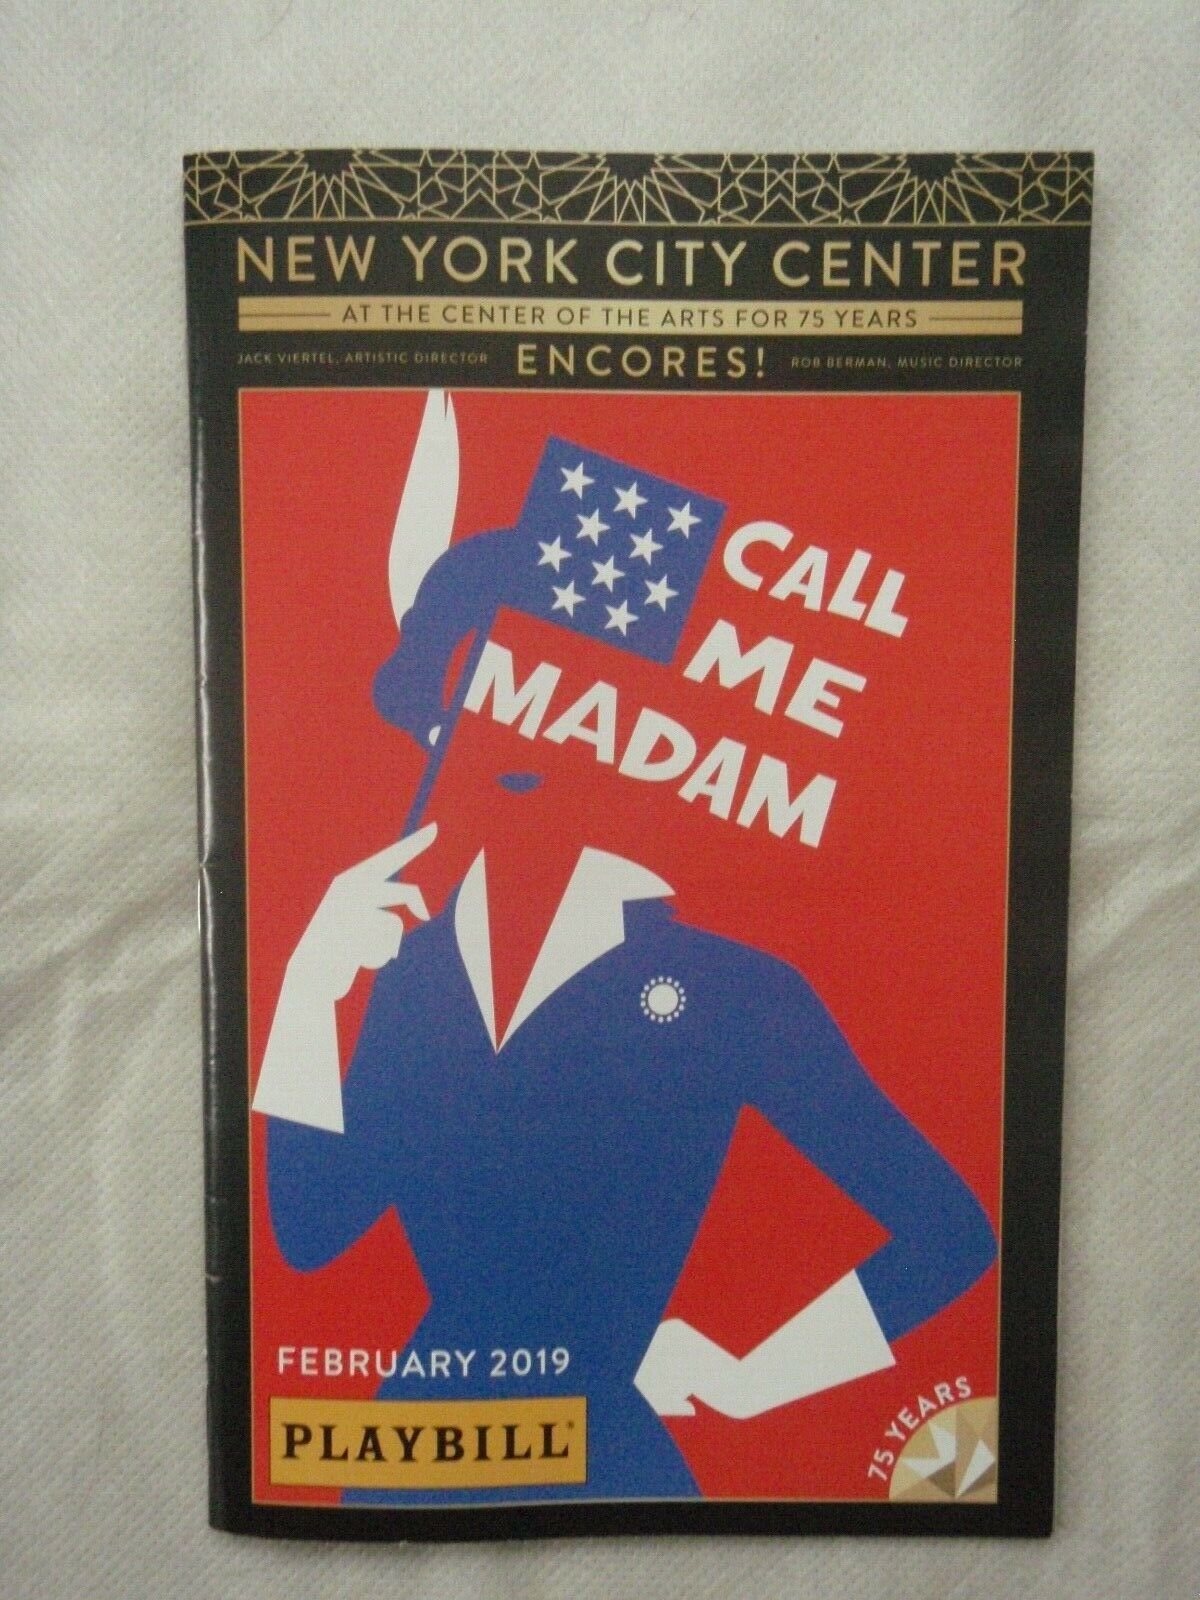 NEW YORK CITY CENTER
AT THE CENTER OF THE ARTS FOR 75 YEARS
JACK VIERTEL, ARTISTIC DIRECTOR
ENCORES!
ROB BERMAN, MUSIC DIRECTOR
CALL
ME
MADAM
FEBRUARY 2019
PLAYBILL®
75 YEARS